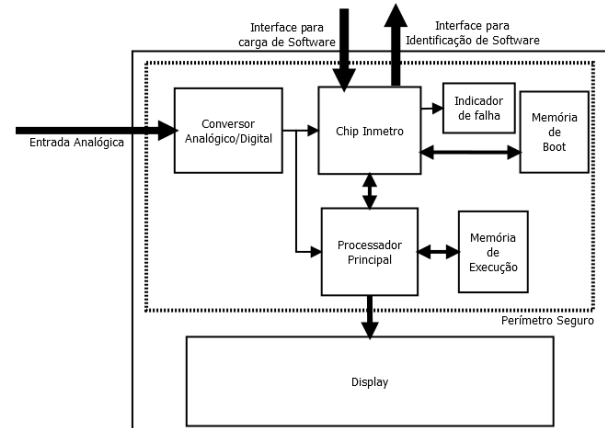 Interface para
carga de Software
Interface para
Identificação de Software
Entrada Analógica
Conversor
Analógico/Digital
Chip Inmetro
Indicador
de falha
Memória
de
Boot
Processador
Principal
Memória
de
Execução
Perímetro Seguro
Display